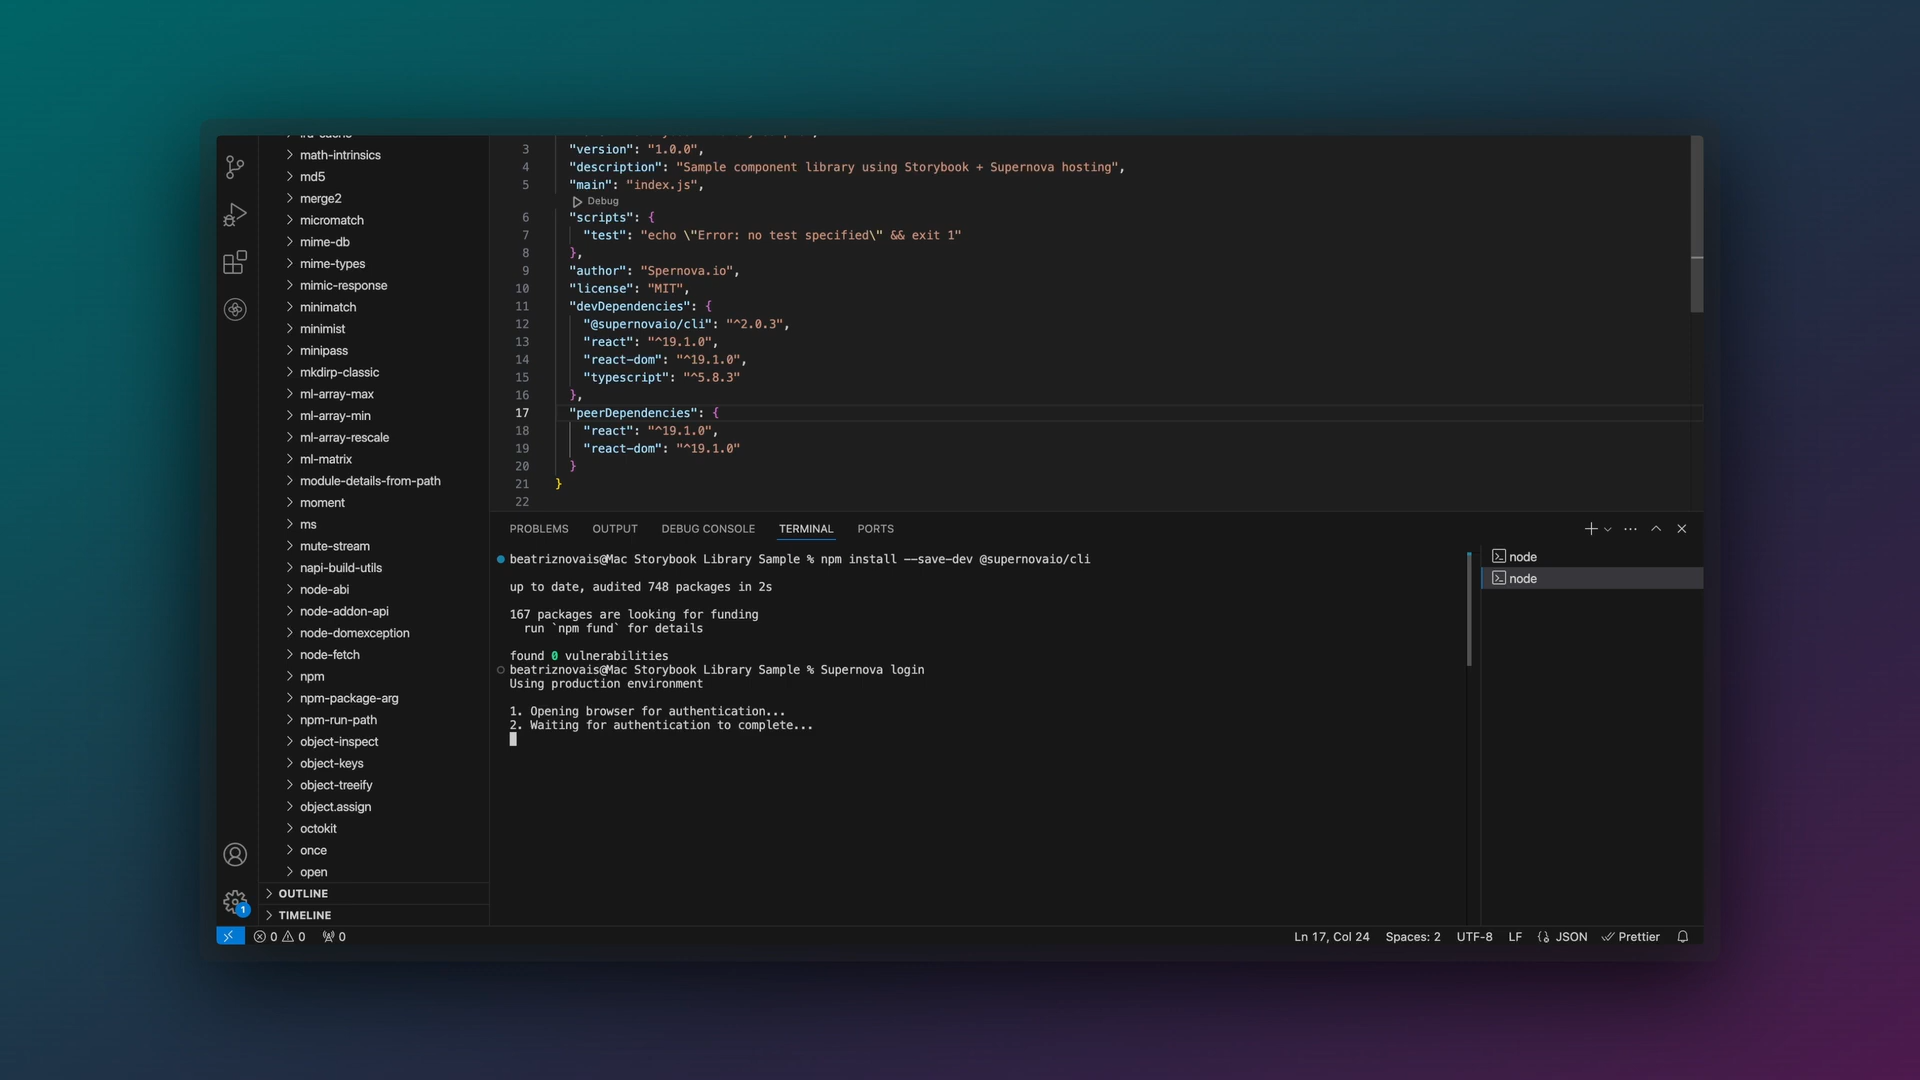 math-intrinsics
md5
merge2
micromatch
mime-db
mime-types
mimic-response
minimatch
minimist
minipass
mkdirp-classic
ml-array-max
ml-array-min
ml-array-rescale
ml-matrix
module-details-from-path
moment
ms
mute-stream
napi-build-utils
node-abi
node-addon-api
node-domexception
node-fetch
npm
npm-package-arg
npm-run-path
object-inspect
object-keys
object-treeify
object.assign
octokit
once
open
OUTLINE
TIMELINE
3 "version": "1.0.0",
4 "description": "Sample component library using Storybook + Supernova hosting",
5 "main": "index.js",
Debug
6 "scripts": {
7 "test": "echo \"Error: no test specified\" && exit 1"
8 },
9 "author": "Spernova.io",
10 "license": "MIT",
11 "devDependencies": {
12 "@supernovaio/cli": "^2.0.3",
13 "react": "^19.1.0",
14 "react-dom": "^19.1.0",
15 "typescript": "^5.8.3"
16 },
17 "peerDependencies": {
18 "react": "^19.1.0",
19 "react-dom": "^19.1.0"
20 }
21 }
22
PROBLEMS OUTPUT DEBUG CONSOLE TERMINAL PORTS
beatriznovais@Mac Storybook Library Sample % npm install --save-dev @supernovaio/cli
up to date, audited 748 packages in 2s
167 packages are looking for funding
run `npm fund` for details
found 0 vulnerabilities
beatriznovais@Mac Storybook Library Sample % Supernova login
Using production environment
1. Opening browser for authentication...
2. Waiting for authentication to complete...
node
node
1
0 0 0
Ln 17, Col 24 Spaces: 2 UTF-8 LF JSON Prettier